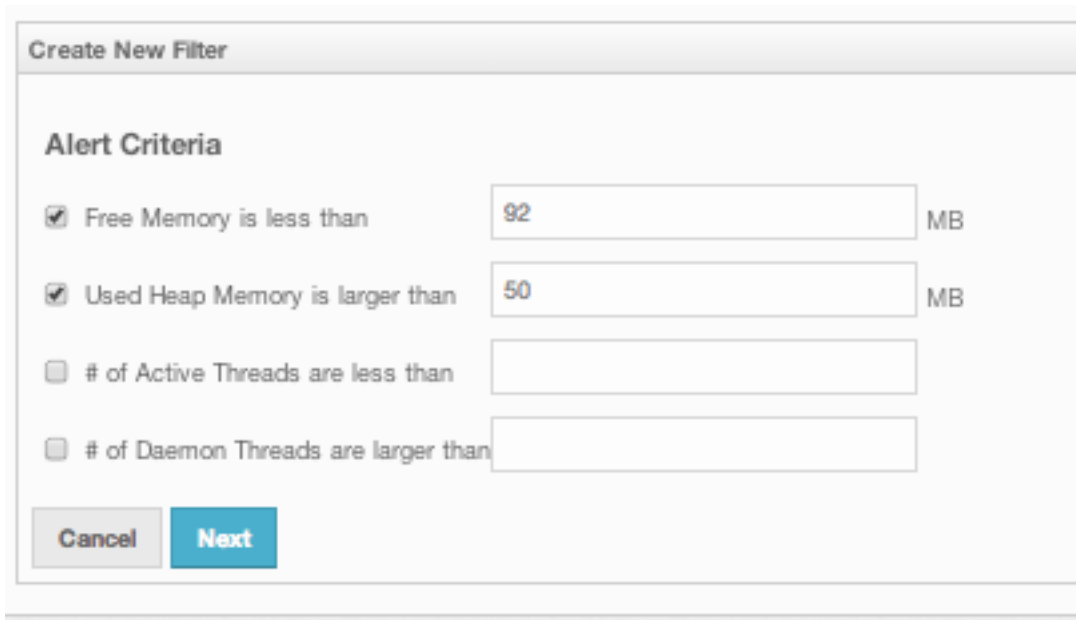 Create New Filter
Alert Criteria
Free Memory is less than 92 MB
Used Heap Memory is larger than 50 MB
# of Active Threads are less than
# of Daemon Threads are larger than
Cancel Next